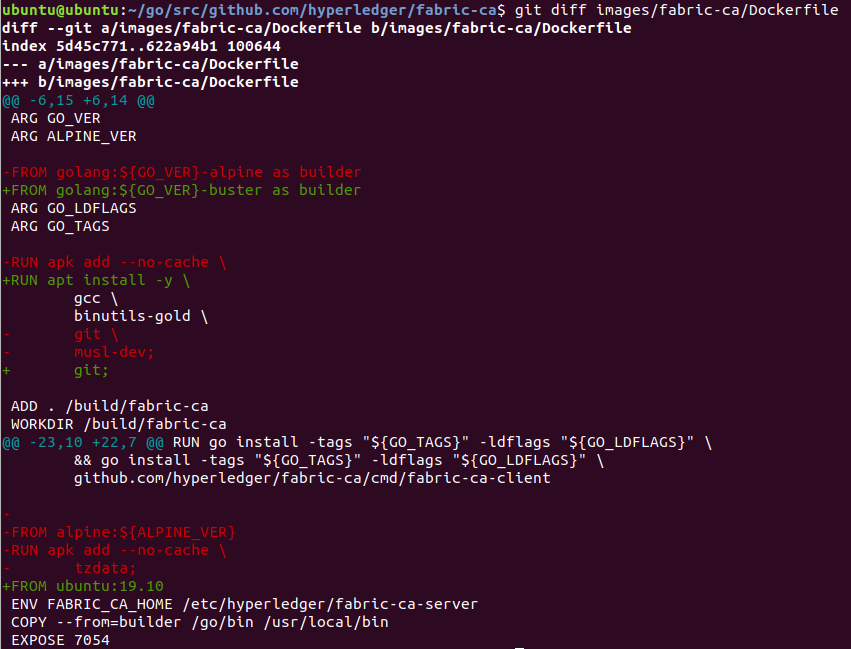 ubuntu@ubuntu:~/go/src/github.com/hyperledger/fabric-ca$ git diff images/fabric-ca/Dockerfile
diff --git a/images/fabric-ca/Dockerfile b/images/fabric-ca/Dockerfile
index 5d45c771..622a94b1 100644
--- a/images/fabric-ca/Dockerfile
+++ b/images/fabric-ca/Dockerfile
@@ -6,15 +6,14 @@
 ARG GO_VER
 ARG ALPINE_VER

-FROM golang:${GO_VER}-alpine as builder
+FROM golang:${GO_VER}-buster as builder
 ARG GO_LDFLAGS
 ARG GO_TAGS

-RUN apk add --no-cache \
+RUN apt install -y \
        gcc \
        binutils-gold \
-       git \
-       musl-dev;
+       git;

 ADD . /build/fabric-ca
 WORKDIR /build/fabric-ca
@@ -23,10 +22,7 @@ RUN go install -tags "${GO_TAGS}" -ldflags "${GO_LDFLAGS}" \
        && go install -tags "${GO_TAGS}" -ldflags "${GO_LDFLAGS}" \
        github.com/hyperledger/fabric-ca/cmd/fabric-ca-client

-
-FROM alpine:${ALPINE_VER}
-RUN apk add --no-cache \
-       tzdata;
+FROM ubuntu:19.10
 ENV FABRIC_CA_HOME /etc/hyperledger/fabric-ca-server
 COPY --from=builder /go/bin /usr/local/bin
 EXPOSE 7054